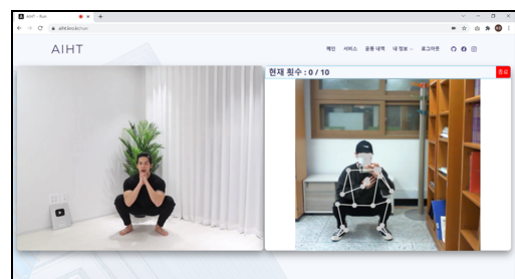 AIHT - Run
aiht.kro.kr/run
AIHT
메인 서비스 운동 내역 내 정보 로그아웃
현재 횟수 : 0 / 10
종료